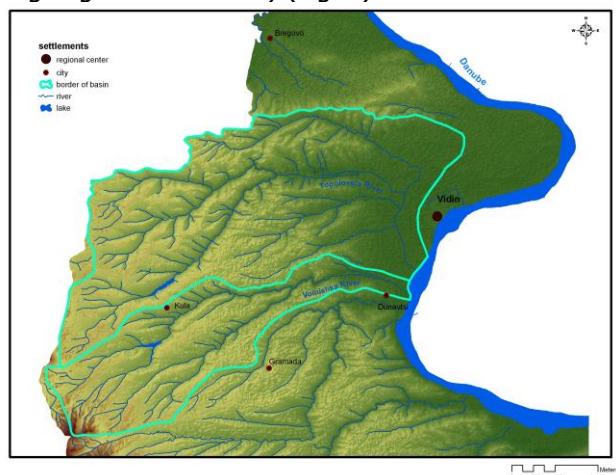 settlements
regional center
city
border of basin
river
lake
Bregovo
Danube
Topolovets River
Vidin
Voinishka River
Dunavtsi
Kula
Gramada